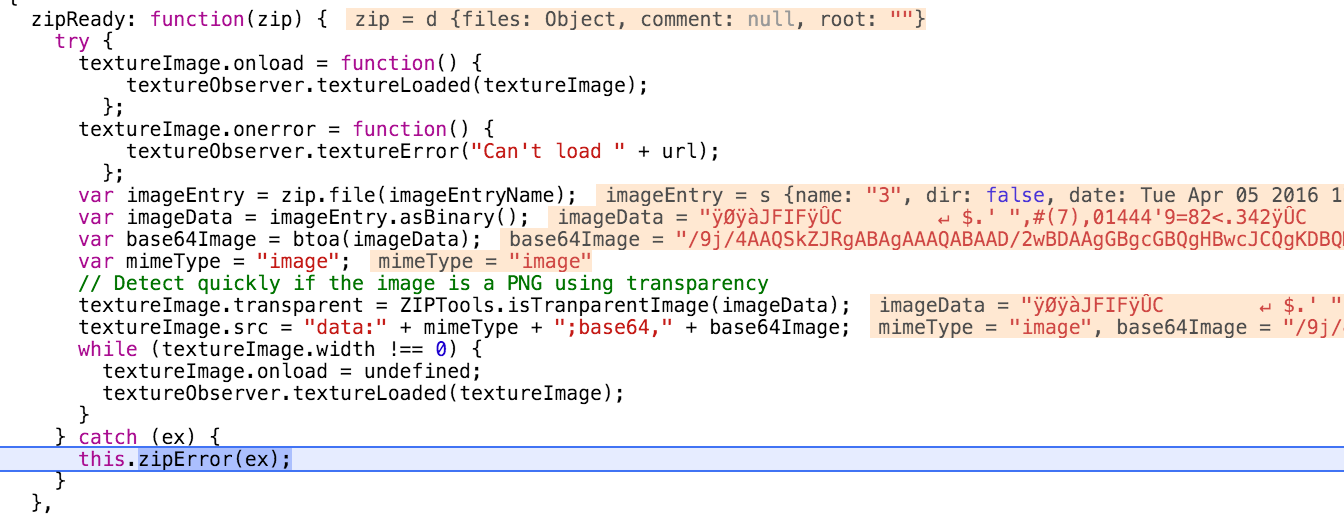 zipReady: function(zip) { zip = d {files: Object, comment: null, root: ""}
try {
textureImage.onload = function() {
textureObserver.textureLoaded(textureImage);
};
textureImage.onerror = function() {
textureObserver.textureError("Can't load " + url);
};
var imageEntry = zip.file(imageEntryName); imageEntry = s {name: "3", dir: false, date: Tue Apr 05 2016 1
var imageData = imageEntry.asBinary(); imageData = "ÿØÿàJFIFÿÛC ↵ $.' ",#(7),01444'9=82<.342ÿÛC
var base64Image = btoa(imageData); base64Image = "/9j/4AAQSkZJRgABAgAAAQABAAD/2wBDAAgGBgcGBQgHBwcJCQgKDBQ
var mimeType = "image"; mimeType = "image"
// Detect quickly if the image is a PNG using transparency
textureImage.transparent = ZIPTools.isTranparentImage(imageData); imageData = "ÿØÿàJFIFÿÛC ↵ $.' "
textureImage.src = "data:" + mimeType + ";base64," + base64Image; mimeType = "image", base64Image = "/9j/
while (textureImage.width !== 0) {
textureImage.onload = undefined;
textureObserver.textureLoaded(textureImage);
}
} catch (ex) {
this.zipError(ex);
}
},